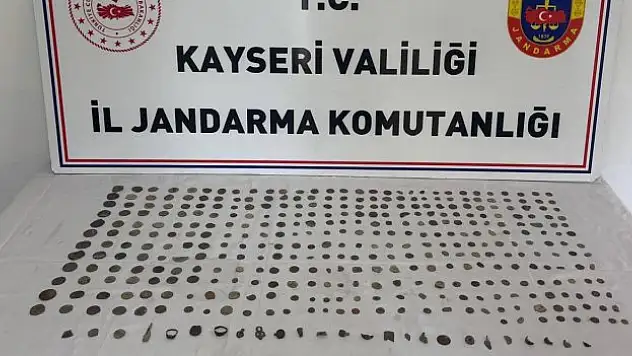 T.C.
KAYSERİ VALİLİĞİ
İL JANDARMA KOMUTANLIĞI
JANDARMA